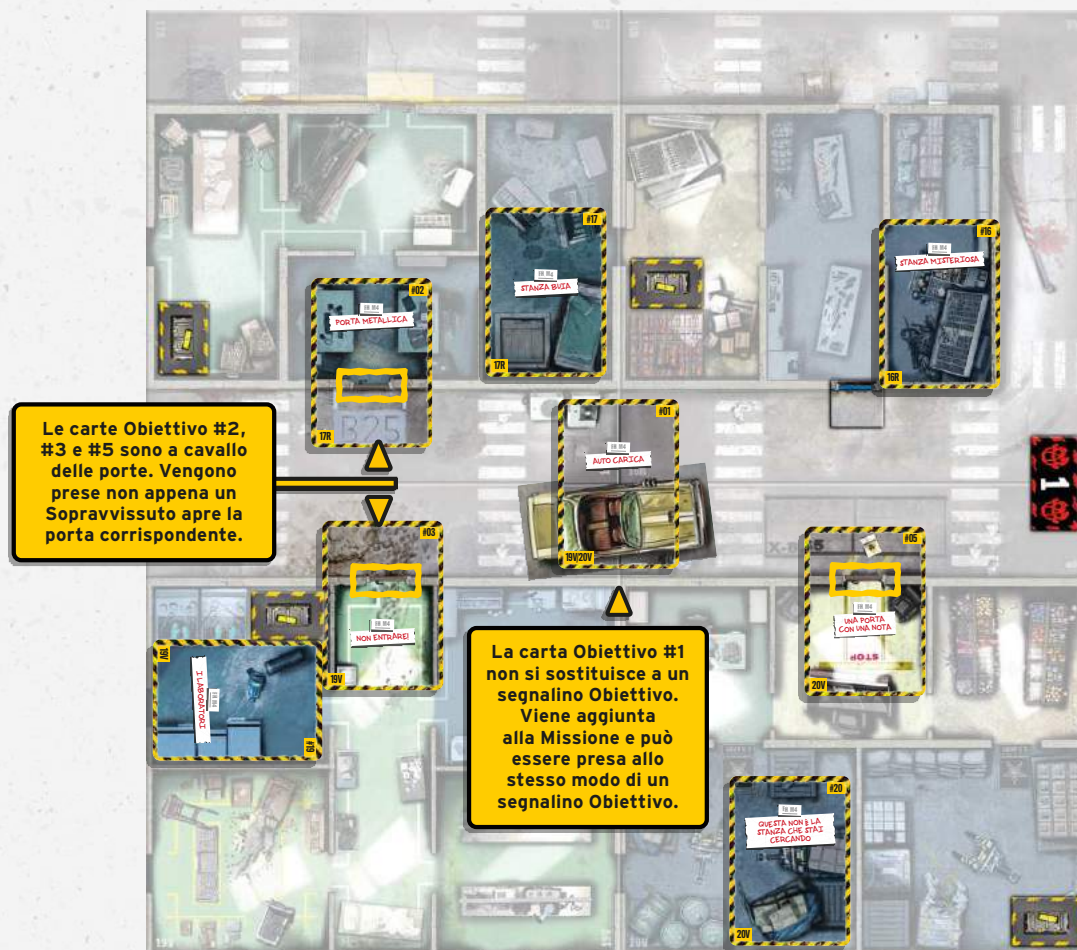 #17
STANZA BUIA
17R
#16
STANZA MISTERIOSA
16R
#02
PORTA METALLICA
B25
17R
Le carte Obiettivo #2,
#3 e #5 sono a cavallo
delle porte. Vengono
prese non appena un
Sopravvissuto apre la
porta corrispondente.
#01
AUTO CARICA
19V/20V
1
#03
NON ENTRARE!
19V
#05
UNA PORTA
CON UNA NOTA
STOP
20V
19V
I LABORATORI
#19
La carta Obiettivo #1
non si sostituisce a un
segnalino Obiettivo.
Viene aggiunta
alla Missione e può
essere presa allo
stesso modo di un
segnalino Obiettivo.
#20
QUESTA NON È LA
STANZA CHE STAI
CERCANDO
20V